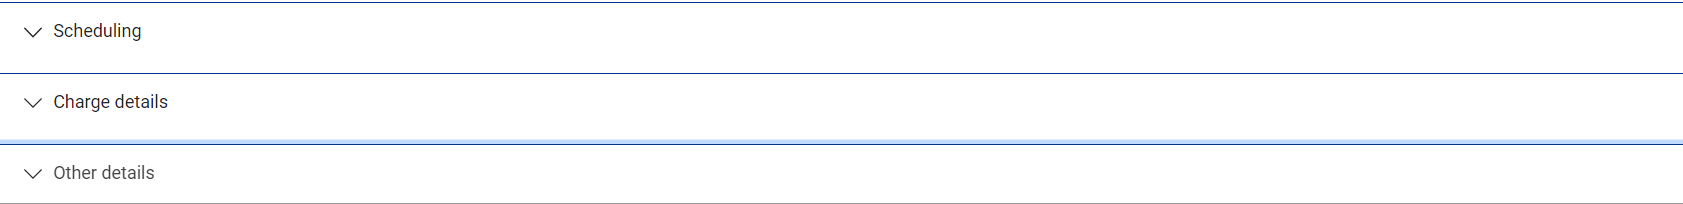 Scheduling
Charge details
Other details